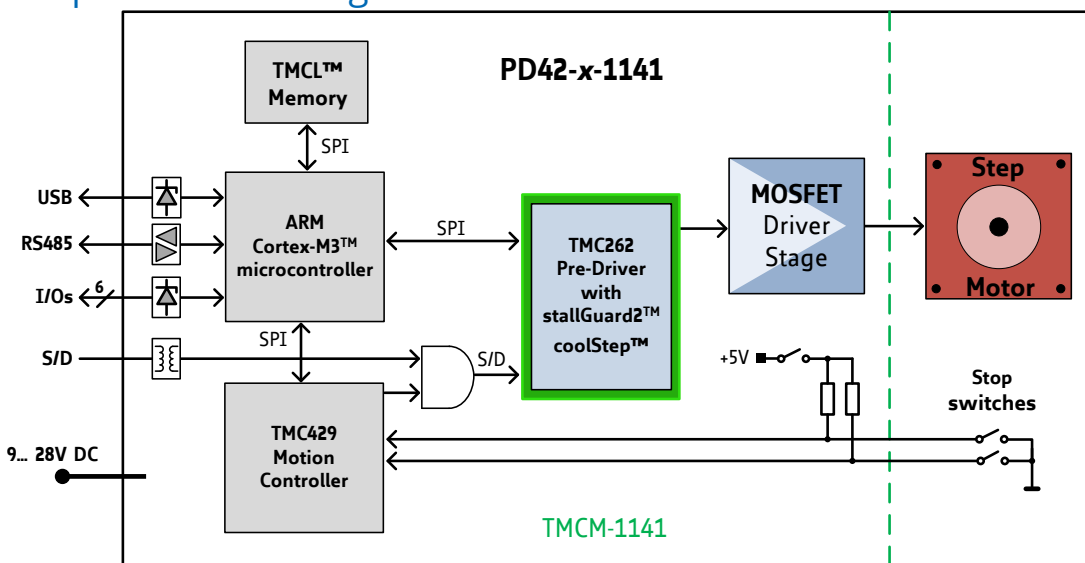 PD42-x-1141
TMCL™
Memory
SPI
USB
RS485
I/Os
6
S/D
ARM
Cortex-M3™
microcontroller
SPI
SPI
TMC262
Pre-Driver
with
stallGuard2™
coolStep™
MOSFET
Driver
Stage
Step
Motor
S/D
+5V
Stop
switches
TMC429
Motion
Controller
9... 28V DC
TMCM-1141